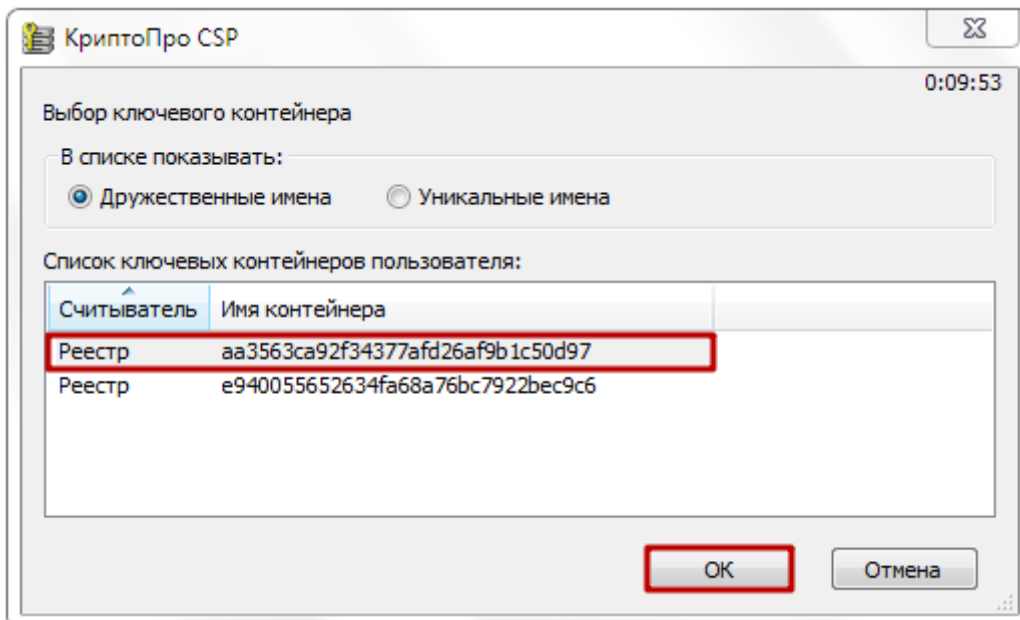 КриптоПро CSP
0:09:53
Выбор ключевого контейнера
В списке показывать:
Дружественные имена Уникальные имена
Список ключевых контейнеров пользователя:
Считыватель Имя контейнера
Реестр aa3563ca92f34377afd26af9b1c50d97
Реестр e940055652634fa68a76bc7922bec9c6
ОК Отмена